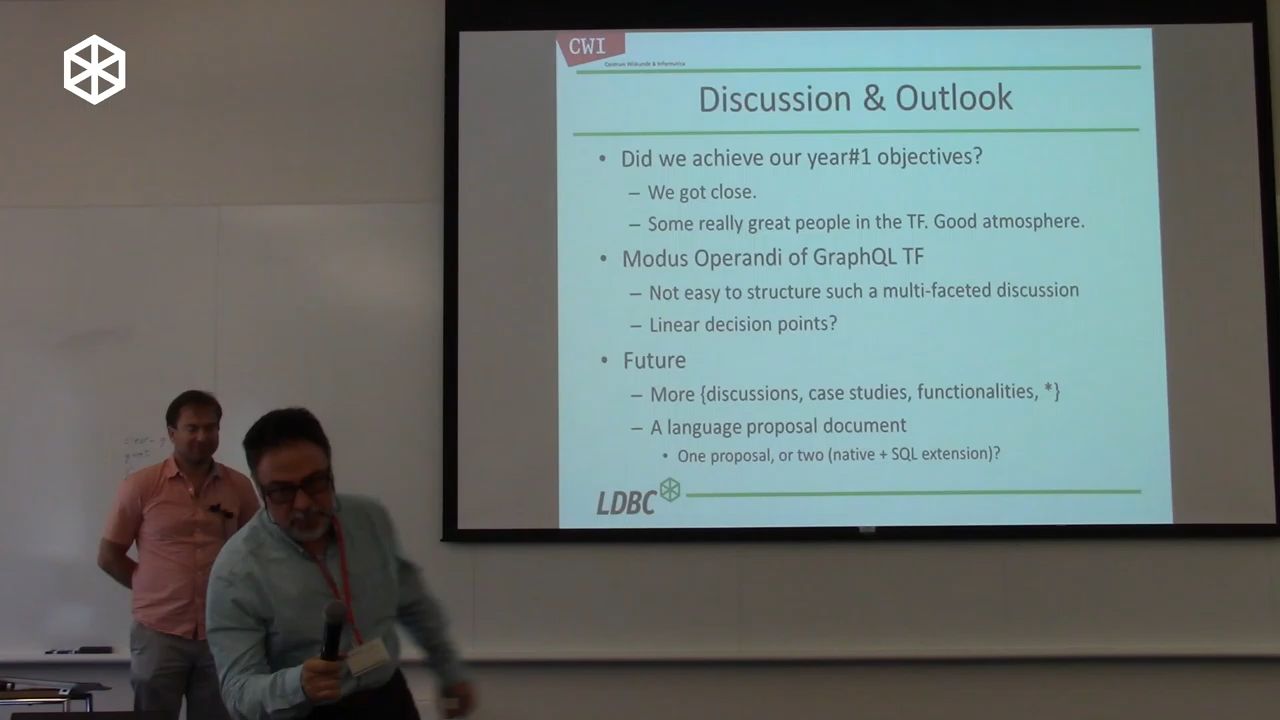 CWI
Centrum Wiskunde & Informatica
Discussion & Outlook
• Did we achieve our year#1 objectives?
– We got close.
– Some really great people in the TF. Good atmosphere.
• Modus Operandi of GraphQL TF
– Not easy to structure such a multi-faceted discussion
– Linear decision points?
• Future
– More {discussions, case studies, functionalities, *}
– A language proposal document
• One proposal, or two (native + SQL extension)?
LDBC